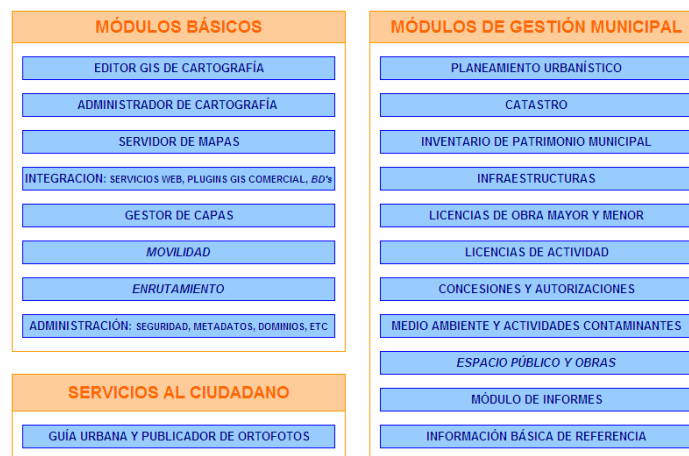 MÓDULOS BÁSICOS
EDITOR GIS DE CARTOGRAFÍA
ADMINISTRADOR DE CARTOGRAFÍA
SERVIDOR DE MAPAS
INTEGRACION: SERVICIOS WEB, PLUGINS GIS COMERCIAL, BD's
GESTOR DE CAPAS
MOVILIDAD
ENRUTAMIENTO
ADMINISTRACIÓN: SEGURIDAD, METADATOS, DOMINIOS, ETC
SERVICIOS AL CIUDADANO
GUÍA URBANA Y PUBLICADOR DE ORTOFOTOS
MÓDULOS DE GESTIÓN MUNICIPAL
PLANEAMIENTO URBANÍSTICO
CATASTRO
INVENTARIO DE PATRIMONIO MUNICIPAL
INFRAESTRUCTURAS
LICENCIAS DE OBRA MAYOR Y MENOR
LICENCIAS DE ACTIVIDAD
CONCESIONES Y AUTORIZACIONES
MEDIO AMBIENTE Y ACTIVIDADES CONTAMINANTES
ESPACIO PÚBLICO Y OBRAS
MÓDULO DE INFORMES
INFORMACIÓN BÁSICA DE REFERENCIA